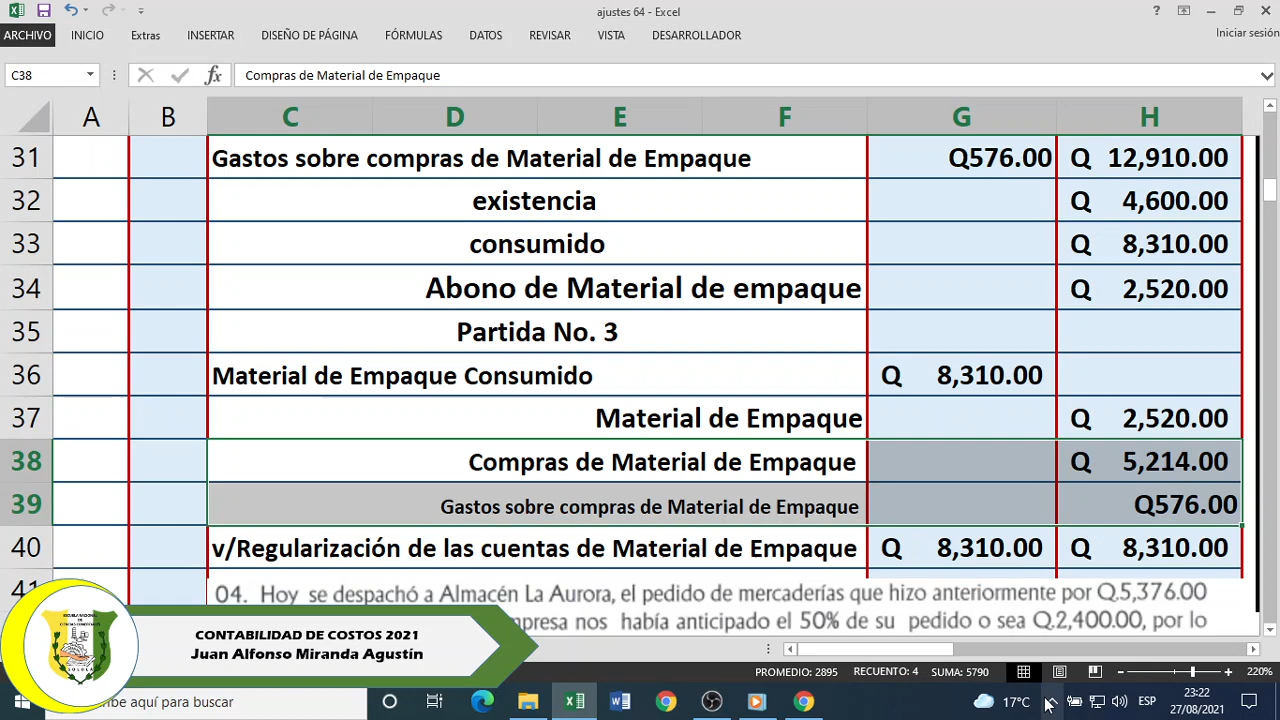 ajustes 64 - Excel
ARCHIVO INICIO Extras INSERTAR DISEÑO DE PÁGINA FÓRMULAS DATOS REVISAR VISTA DESARROLLADOR Iniciar sesión
C38 fx Compras de Material de Empaque
A B C D E F G H
31 Gastos sobre compras de Material de Empaque Q576.00 Q 12,910.00
32 existencia Q 4,600.00
33 consumido Q 8,310.00
34 Abono de Material de empaque Q 2,520.00
35 Partida No. 3
36 Material de Empaque Consumido Q 8,310.00
37 Material de Empaque Q 2,520.00
38 Compras de Material de Empaque Q 5,214.00
39 Gastos sobre compras de Material de Empaque Q576.00
40 v/Regularización de las cuentas de Material de Empaque Q 8,310.00 Q 8,310.00
41 04. Hoy se despachó a Almacén La Aurora, el pedido de mercaderías que hizo anteriormente por Q.5,376.00
nos había anticipado el 50% de su pedido o sea Q.2,400.00, por lo
CONTABILIDAD DE COSTOS 2021
Juan Alfonso Miranda Agustín
PROMEDIO: 2895 RECUENTO: 4 SUMA: 5790 220%
aquí para buscar
17°C ESP 23:22
27/08/2021